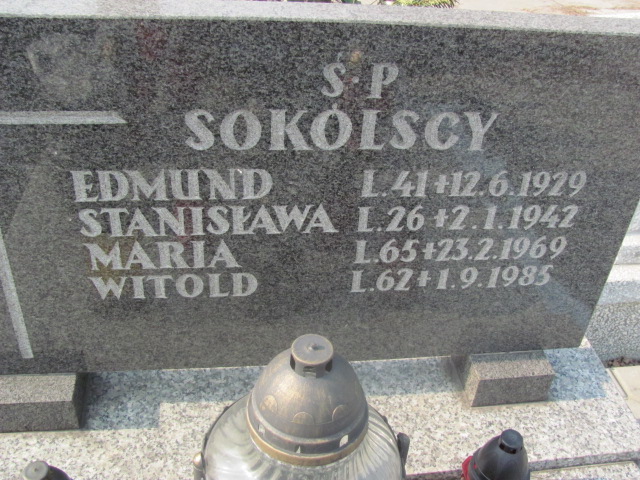 Ś·P
SOKOLSCY
EDMUND L.41+12.6.1929
STANISŁAWA L.26+2.1.1942
MARIA L.65+23.2.1969
WITOLD L.62+1.9.1985